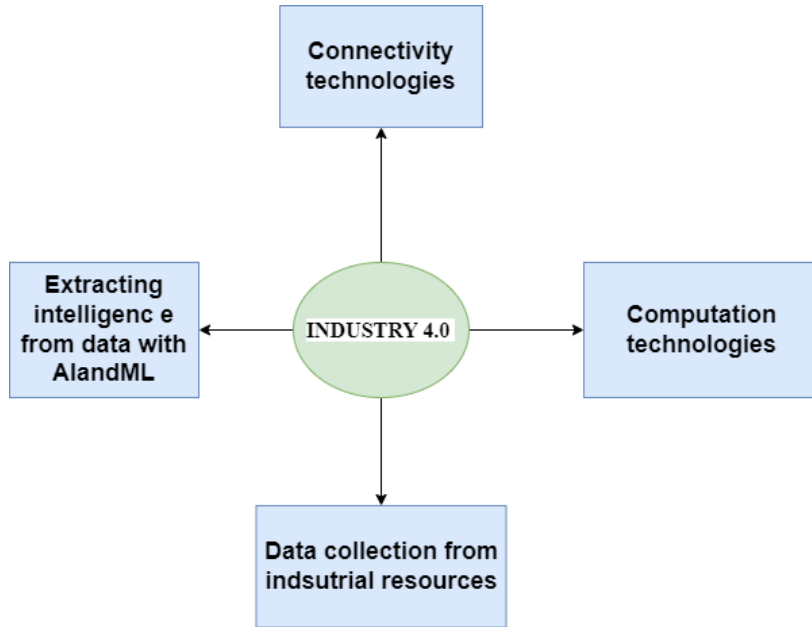 Connectivity
technologies
Extracting
intelligenc e
from data with
AIandML
INDUSTRY 4.0
Computation
technologies
Data collection from
indsutrial resources